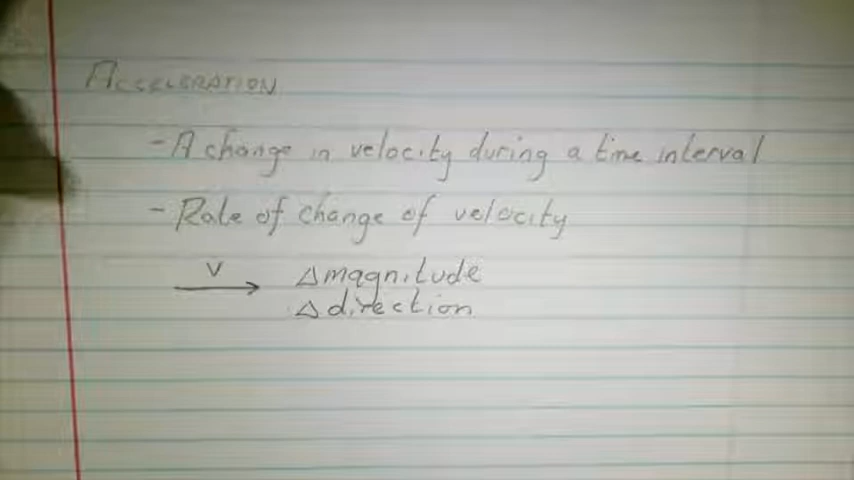 ACCELERATION
- A change in velocity during a time interval
- Rate of change of velocity
V
Δmagnitude
Δdirection